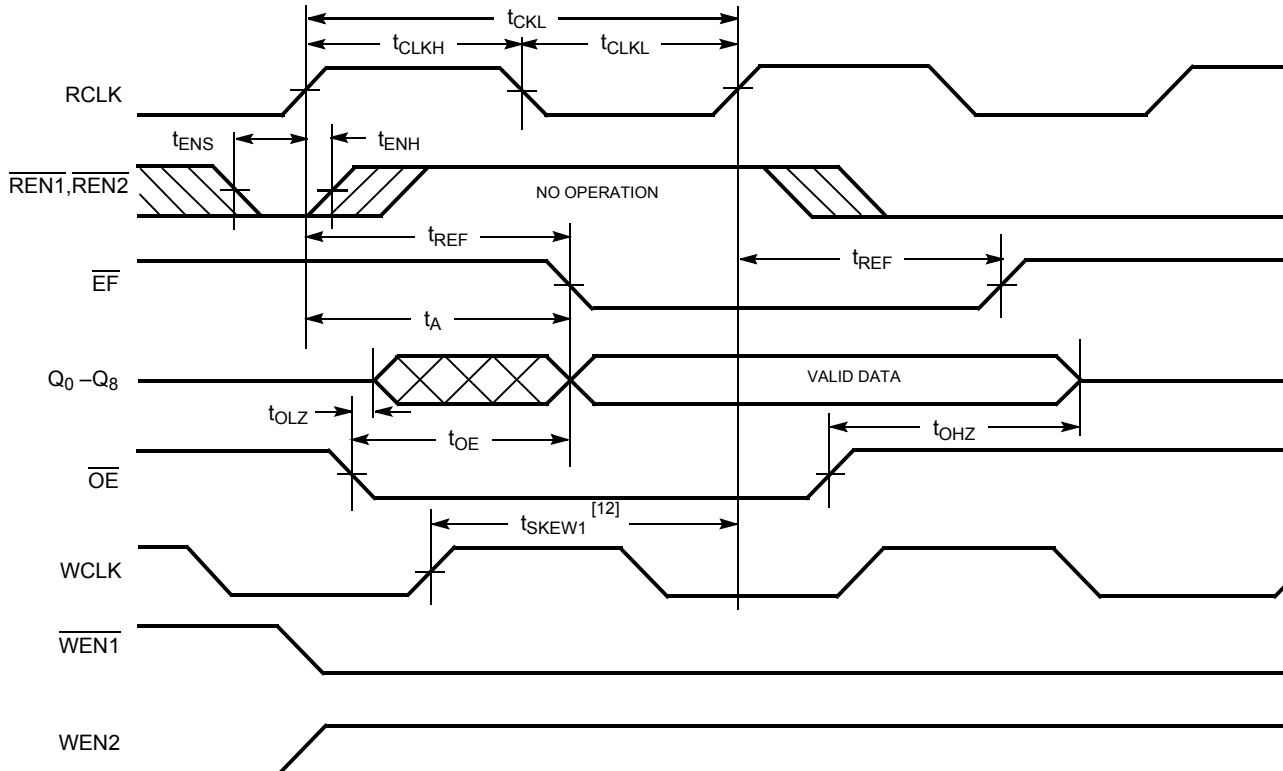 tCKL
tCLKH
tCLKL
RCLK
tENS
tENH
REN1,REN2
NO OPERATION
tREF
tREF
EF
tA
Q0 –Q8
VALID DATA
tOLZ
tOE
tOHZ
OE
tSKEW1 [12]
WCLK
WEN1
WEN2